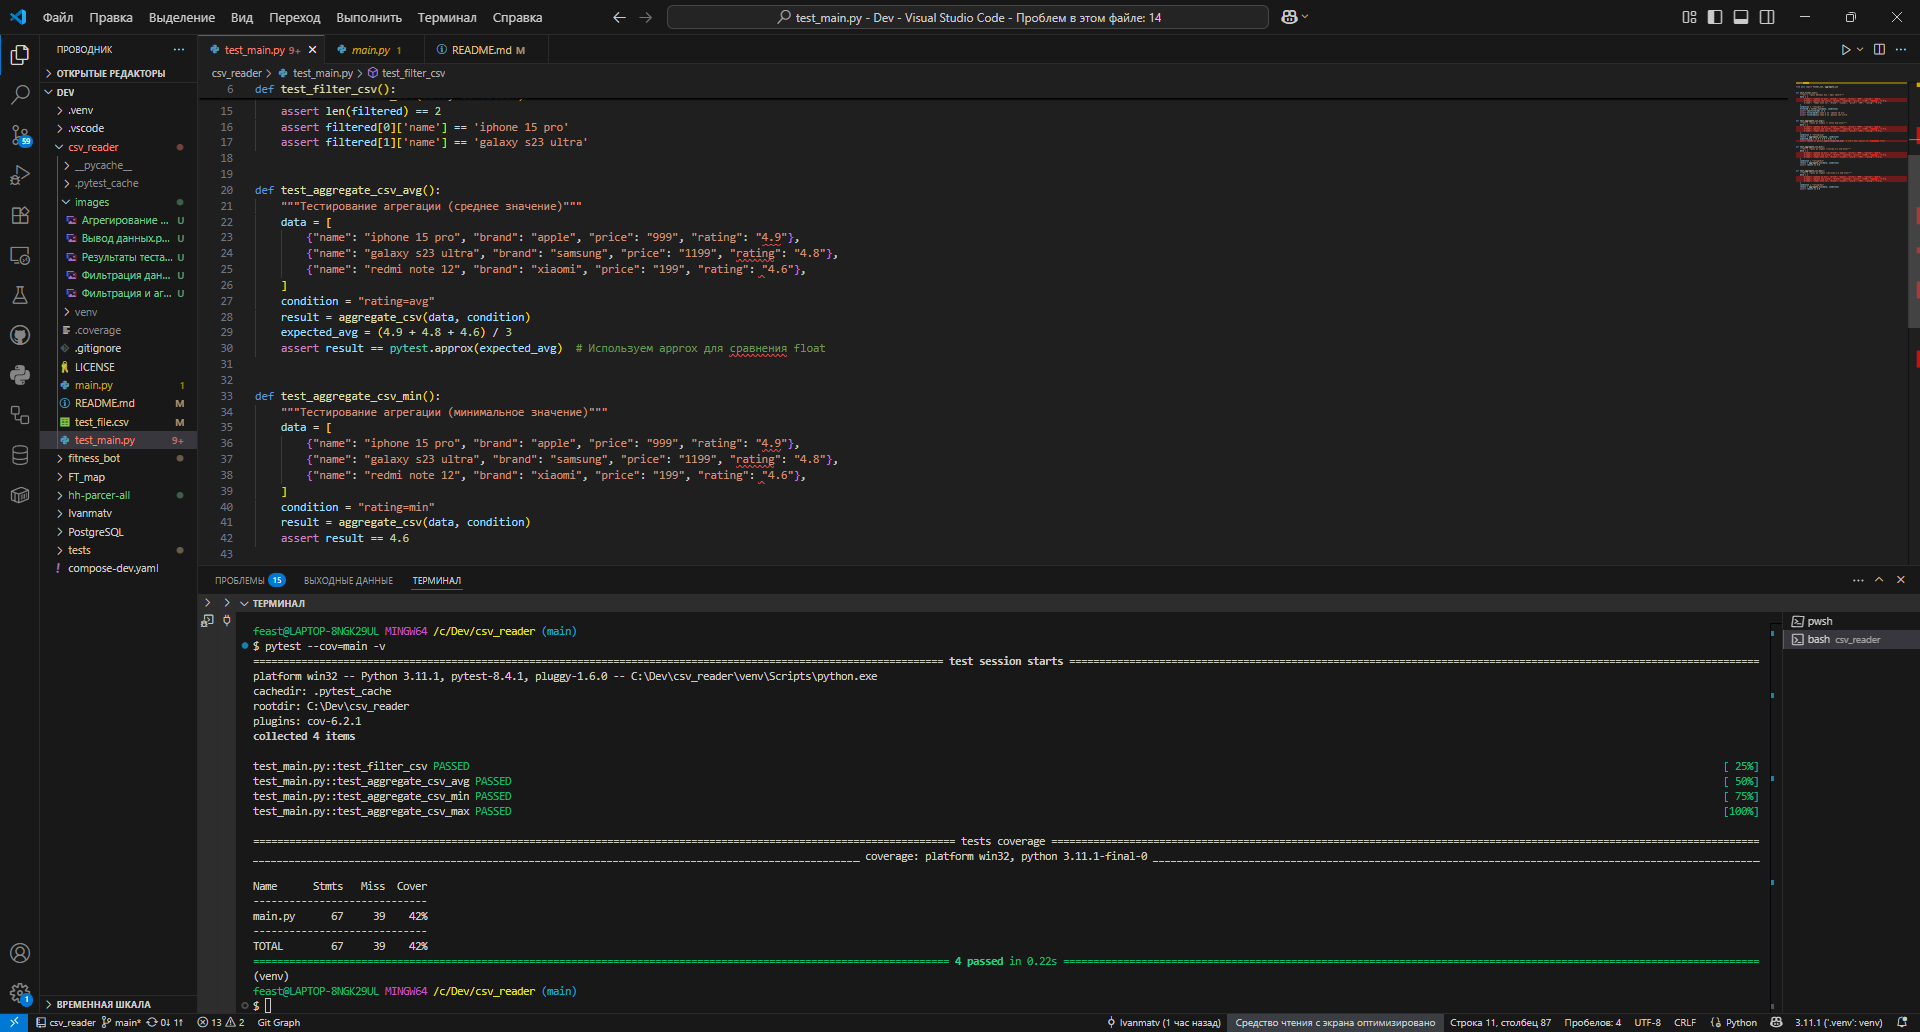 Файл Правка Выделение Вид Переход Выполнить Терминал Справка
test_main.py - Dev - Visual Studio Code - Проблем в этом файле: 14
ПРОВОДНИК
ОТКРЫТЫЕ РЕДАКТОРЫ
DEV
.venv
.vscode
csv_reader
__pycache__
.pytest_cache
images
Агрегирование ... U
Вывод данных.p... U
Результаты теста... U
Фильтрация дан... U
Фильтрация и аг... U
venv
.coverage
.gitignore
LICENSE
main.py 1
README.md M
test_file.csv M
test_main.py 9+
fitness_bot
FT_map
hh-parcer-all
Ivanmatv
PostgreSQL
tests
compose-dev.yaml
ВРЕМЕННАЯ ШКАЛА
59
1
test_main.py 9+
main.py 1
README.md M
csv_reader > test_main.py > test_filter_csv
6 def test_filter_csv():
15 assert len(filtered) == 2
16 assert filtered[0]['name'] == 'iphone 15 pro'
17 assert filtered[1]['name'] == 'galaxy s23 ultra'
18
19
20 def test_aggregate_csv_avg():
21 """Тестирование агрегации (среднее значение)"""
22 data = [
23 {"name": "iphone 15 pro", "brand": "apple", "price": "999", "rating": "4.9"},
24 {"name": "galaxy s23 ultra", "brand": "samsung", "price": "1199", "rating": "4.8"},
25 {"name": "redmi note 12", "brand": "xiaomi", "price": "199", "rating": "4.6"},
26 ]
27 condition = "rating=avg"
28 result = aggregate_csv(data, condition)
29 expected_avg = (4.9 + 4.8 + 4.6) / 3
30 assert result == pytest.approx(expected_avg) # Используем approx для сравнения float
31
32
33 def test_aggregate_csv_min():
34 """Тестирование агрегации (минимальное значение)"""
35 data = [
36 {"name": "iphone 15 pro", "brand": "apple", "price": "999", "rating": "4.9"},
37 {"name": "galaxy s23 ultra", "brand": "samsung", "price": "1199", "rating": "4.8"},
38 {"name": "redmi note 12", "brand": "xiaomi", "price": "199", "rating": "4.6"},
39 ]
40 condition = "rating=min"
41 result = aggregate_csv(data, condition)
42 assert result == 4.6
43
ПРОБЛЕМЫ 15 ВЫХОДНЫЕ ДАННЫЕ ТЕРМИНАЛ
ТЕРМИНАЛ
feast@LAPTOP-8NGK29UL MINGW64 /c/Dev/csv_reader (main)
$ pytest --cov=main -v
test session starts
platform win32 -- Python 3.11.1, pytest-8.4.1, pluggy-1.6.0 -- C:\Dev\csv_reader\venv\Scripts\python.exe
cachedir: .pytest_cache
rootdir: C:\Dev\csv_reader
plugins: cov-6.2.1
collected 4 items
test_main.py::test_filter_csv PASSED [ 25%]
test_main.py::test_aggregate_csv_avg PASSED [ 50%]
test_main.py::test_aggregate_csv_min PASSED [ 75%]
test_main.py::test_aggregate_csv_max PASSED [100%]
tests coverage
coverage: platform win32, python 3.11.1-final-0
Name Stmts Miss Cover
-----------------------------
main.py 67 39 42%
-----------------------------
TOTAL 67 39 42%
4 passed in 0.22s
(venv)
feast@LAPTOP-8NGK29UL MINGW64 /c/Dev/csv_reader (main)
$
pwsh
bash csv_reader
csv_reader main* 0↓ 1↑ 13 2 Git Graph Ivanmatv (1 час назад) Средство чтения с экрана оптимизировано Строка 11, столбец 87 Пробелов: 4 UTF-8 CRLF Python 3.11.1 ('.venv': venv)